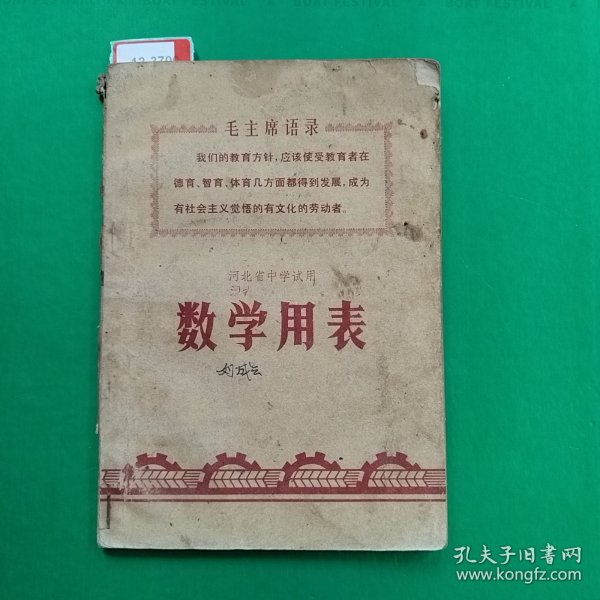 毛主席语录
我们的教育方针，应该使受教育者在
德育、智育、体育几方面都得到发展，成为
有社会主义觉悟的有文化的劳动者。
河北省中学试用
数学用表
孔夫子旧书网
www.kongfz.com